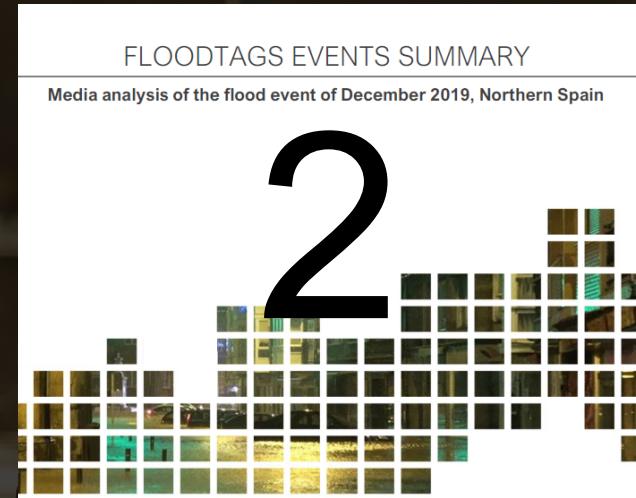 FLOODTAGS EVENTS SUMMARY
Media analysis of the flood event of December 2019, Northern Spain
2